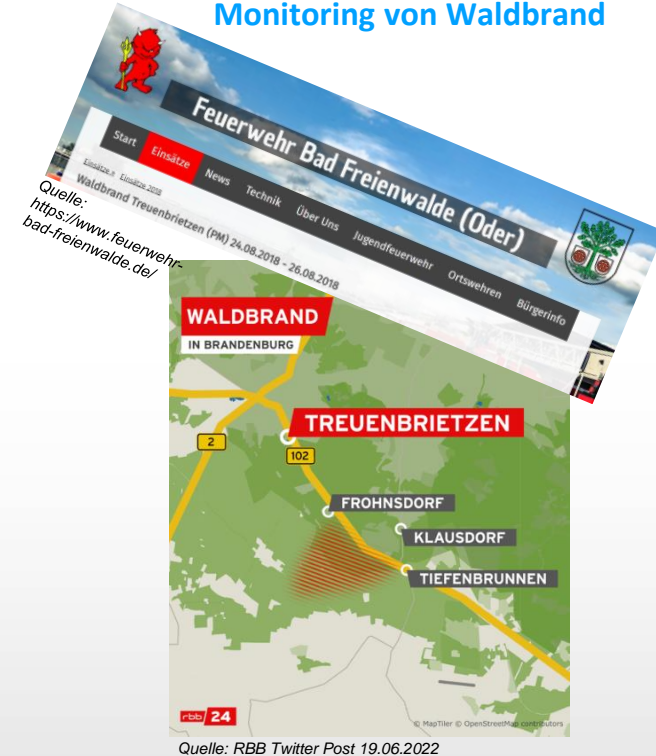 Monitoring von Waldbrand
Feuerwehr Bad Freienwalde (Oder)
Start Einsätze News Technik Über Uns Jugendfeuerwehr Ortswehren Bürgerinfo
Einsätze » Einsätze 2018
Waldbrand Treuenbrietzen (PM) 24.08.2018 - 26.08.2018
Quelle:
https://www.feuerwehr-
bad-freienwalde.de/
WALDBRAND
IN BRANDENBURG
TREUENBRIETZEN
2
102
FROHNSDORF
KLAUSDORF
TIEFENBRUNNEN
rbb 24
© MapTiler © OpenStreetMap contributors
Quelle: RBB Twitter Post 19.06.2022